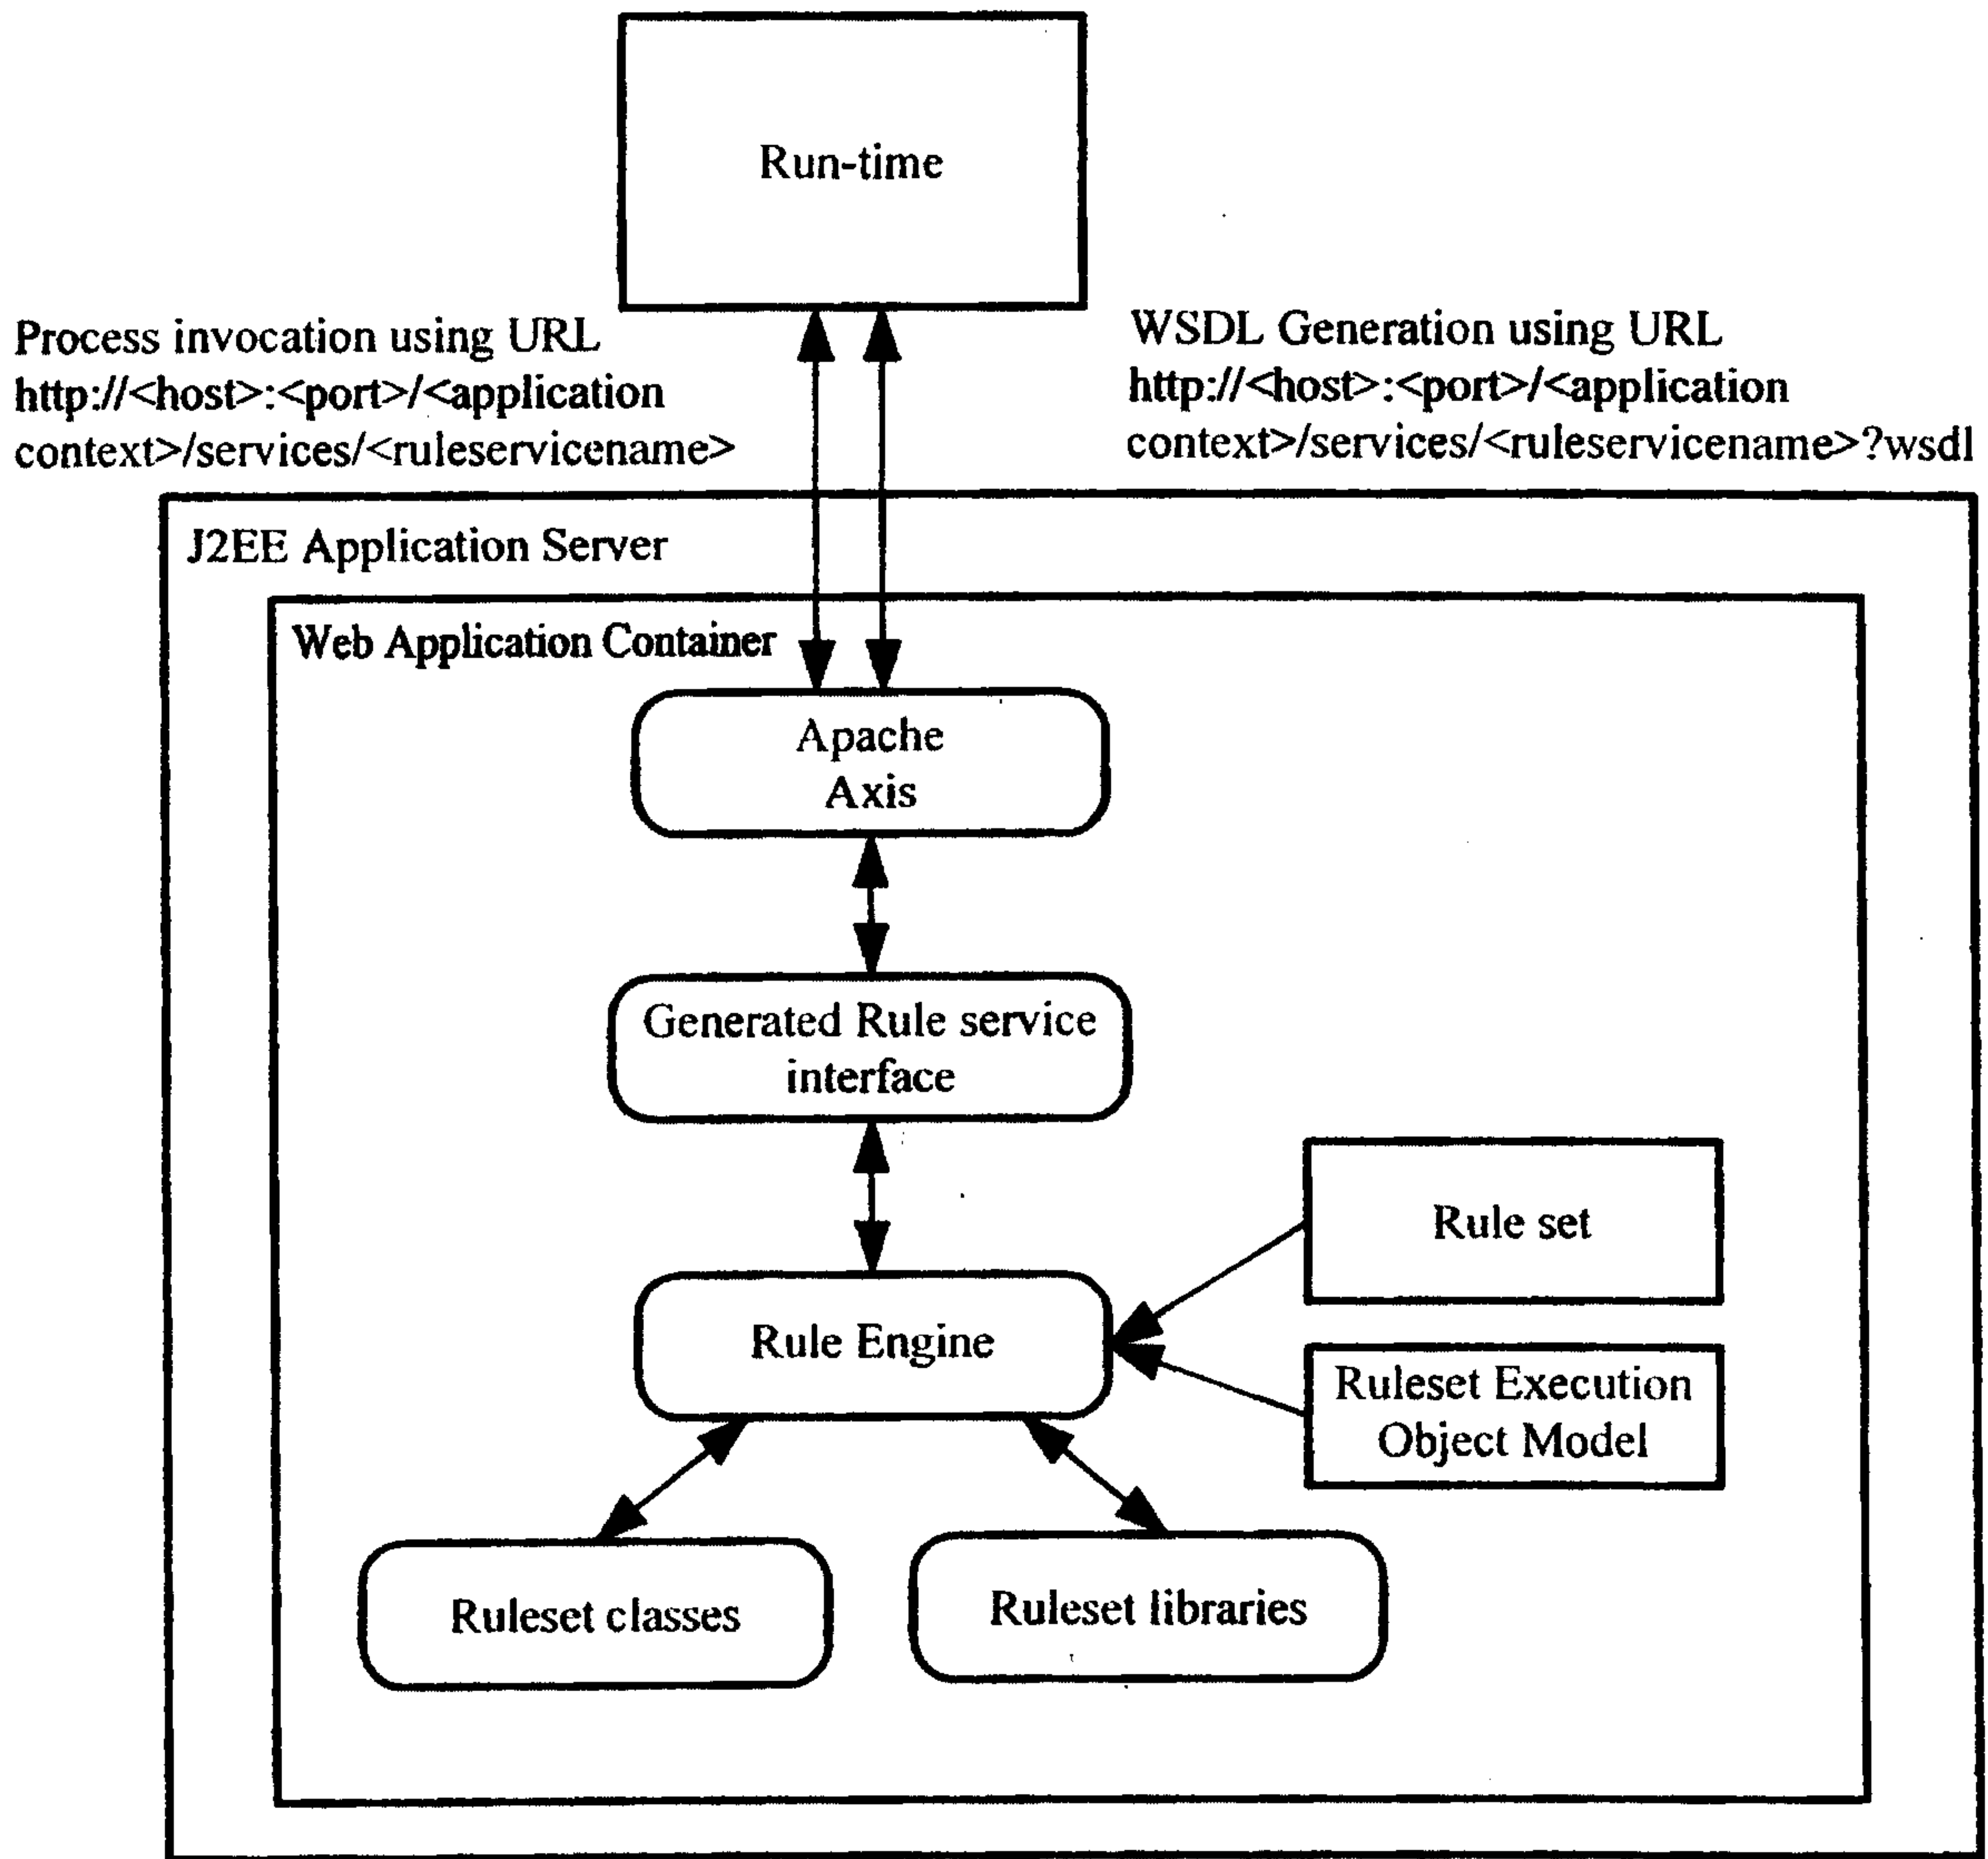 Run-time
Process invocation using URL
http://<host>:<port>/<application
context>/services/<ruleservicename>
WSDL Generation using URL
http://<host>:<port>/<application
context>/services/<ruleservicename>?wsdl
J2EE Application Server
Web Application Container
Apache
Axis
Generated Rule service
interface
Rule set
Rule Engine
Ruleset Execution
Object Model
Ruleset classes
Ruleset libraries